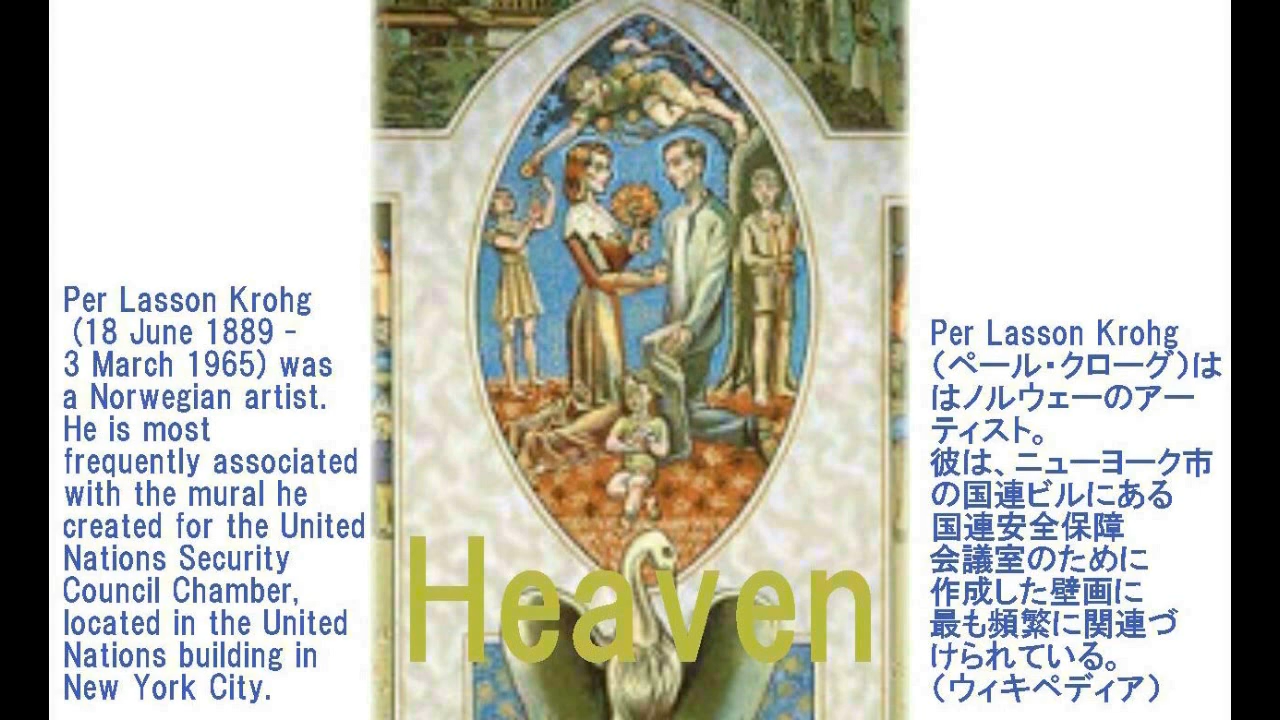 Per Lasson Krohg
(18 June 1889 -
3 March 1965) was
a Norwegian artist.
He is most
frequently associated
with the mural he
created for the United
Nations Security
Council Chamber,
located in the United
Nations building in
New York City.
Heaven
Per Lasson Krohg
(ペール・クローグ)は
はノルウェーのアー
ティスト。
彼は、ニューヨーク市
の国連ビルにある
国連安全保障
会議室のために
作成した壁画に
最も頻繁に関連づ
けられている。
(ウィキペディア)